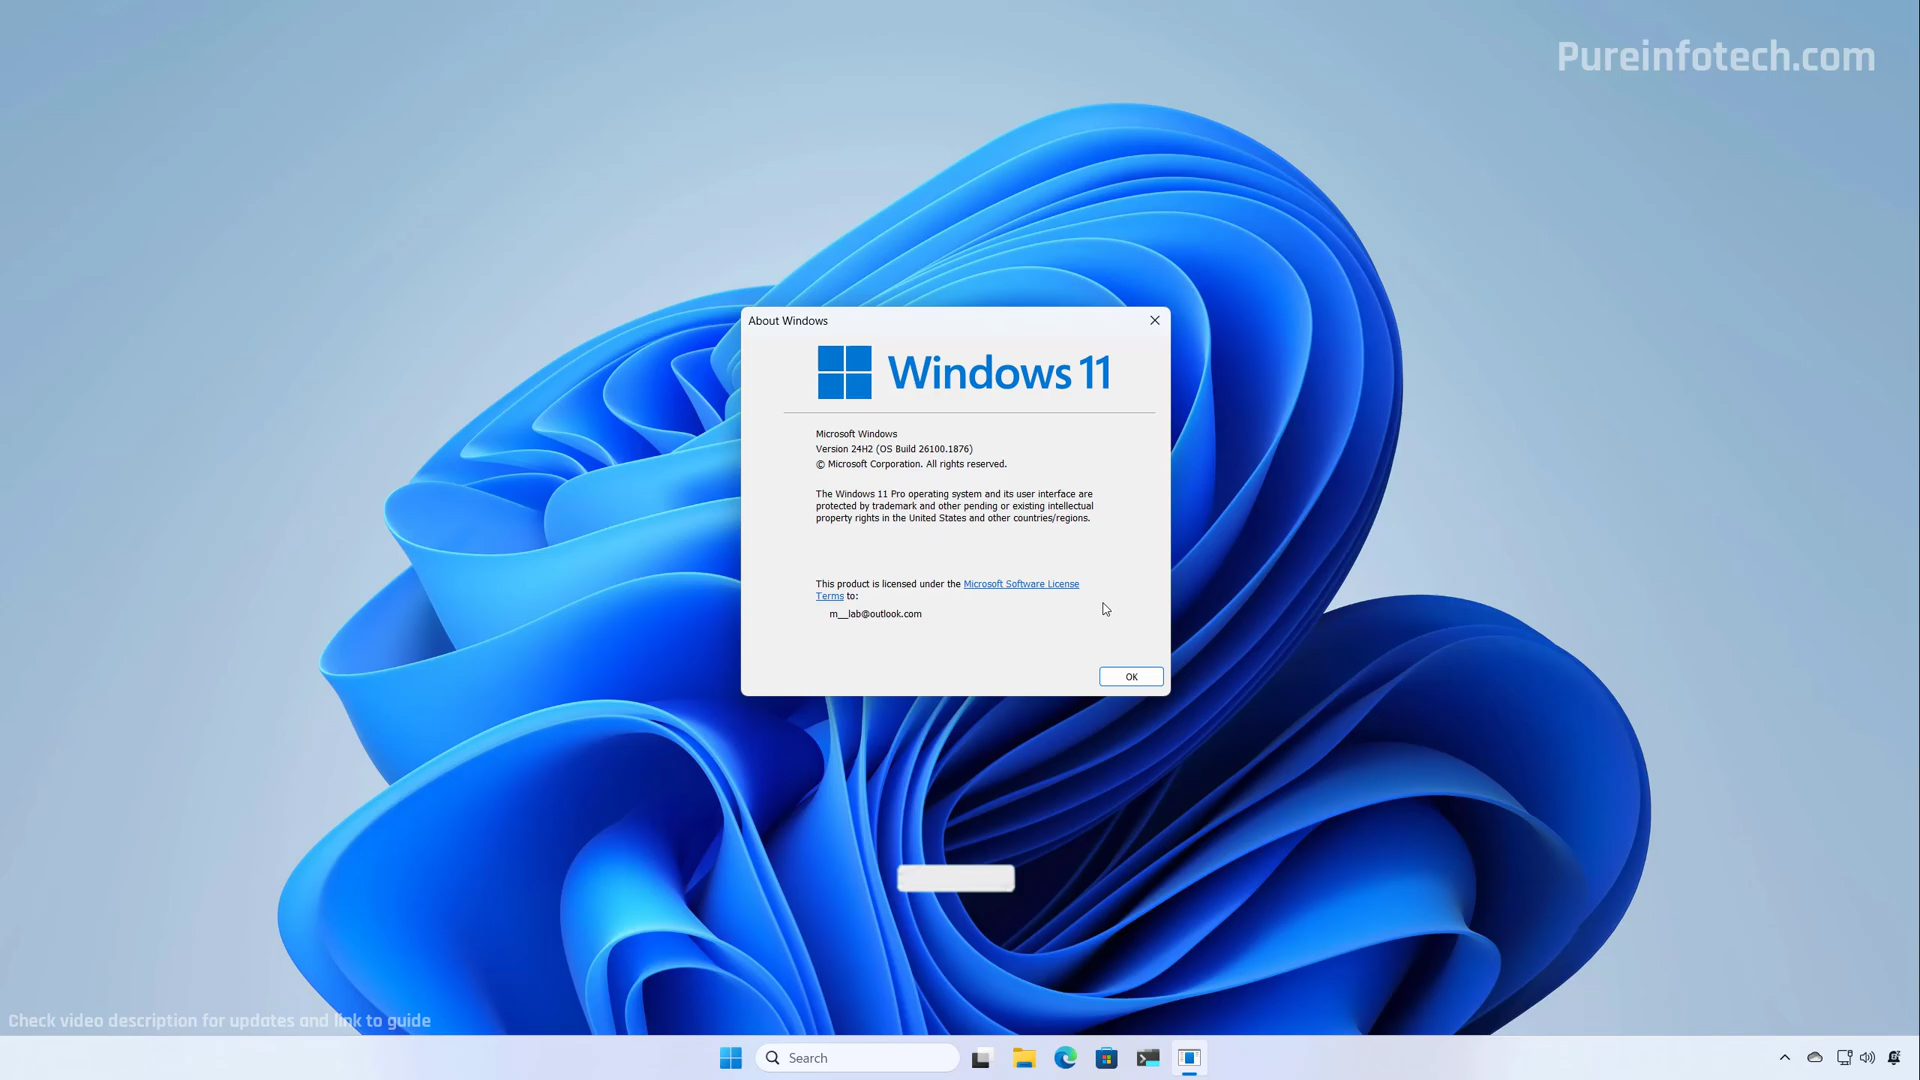 Pureinfotech.com
About Windows
Windows 11
Microsoft Windows
Version 24H2 (OS Build 26100.1876)
© Microsoft Corporation. All rights reserved.
The Windows 11 Pro operating system and its user interface are
protected by trademark and other pending or existing intellectual
property rights in the United States and other countries/regions.
This product is licensed under the Microsoft Software License
Terms to:
m__lab@outlook.com
OK
Check video description for updates and link to guide
Search